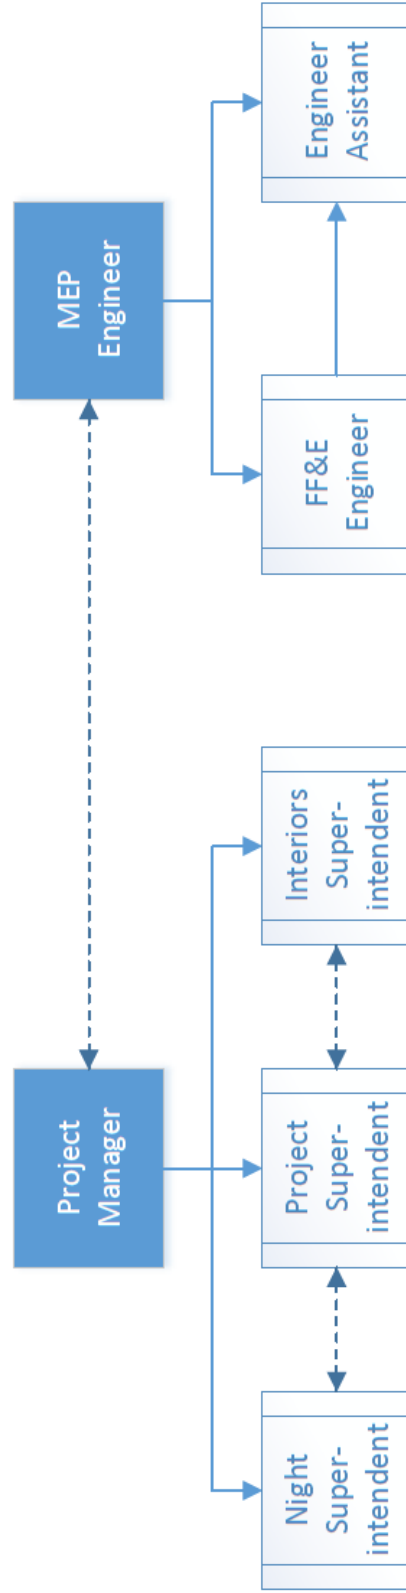 Project
Manager
MEP
Engineer
Night
Super-
intendent
Project
Super-
intendent
Interiors
Super-
intendent
FF&E
Engineer
Engineer
Assistant